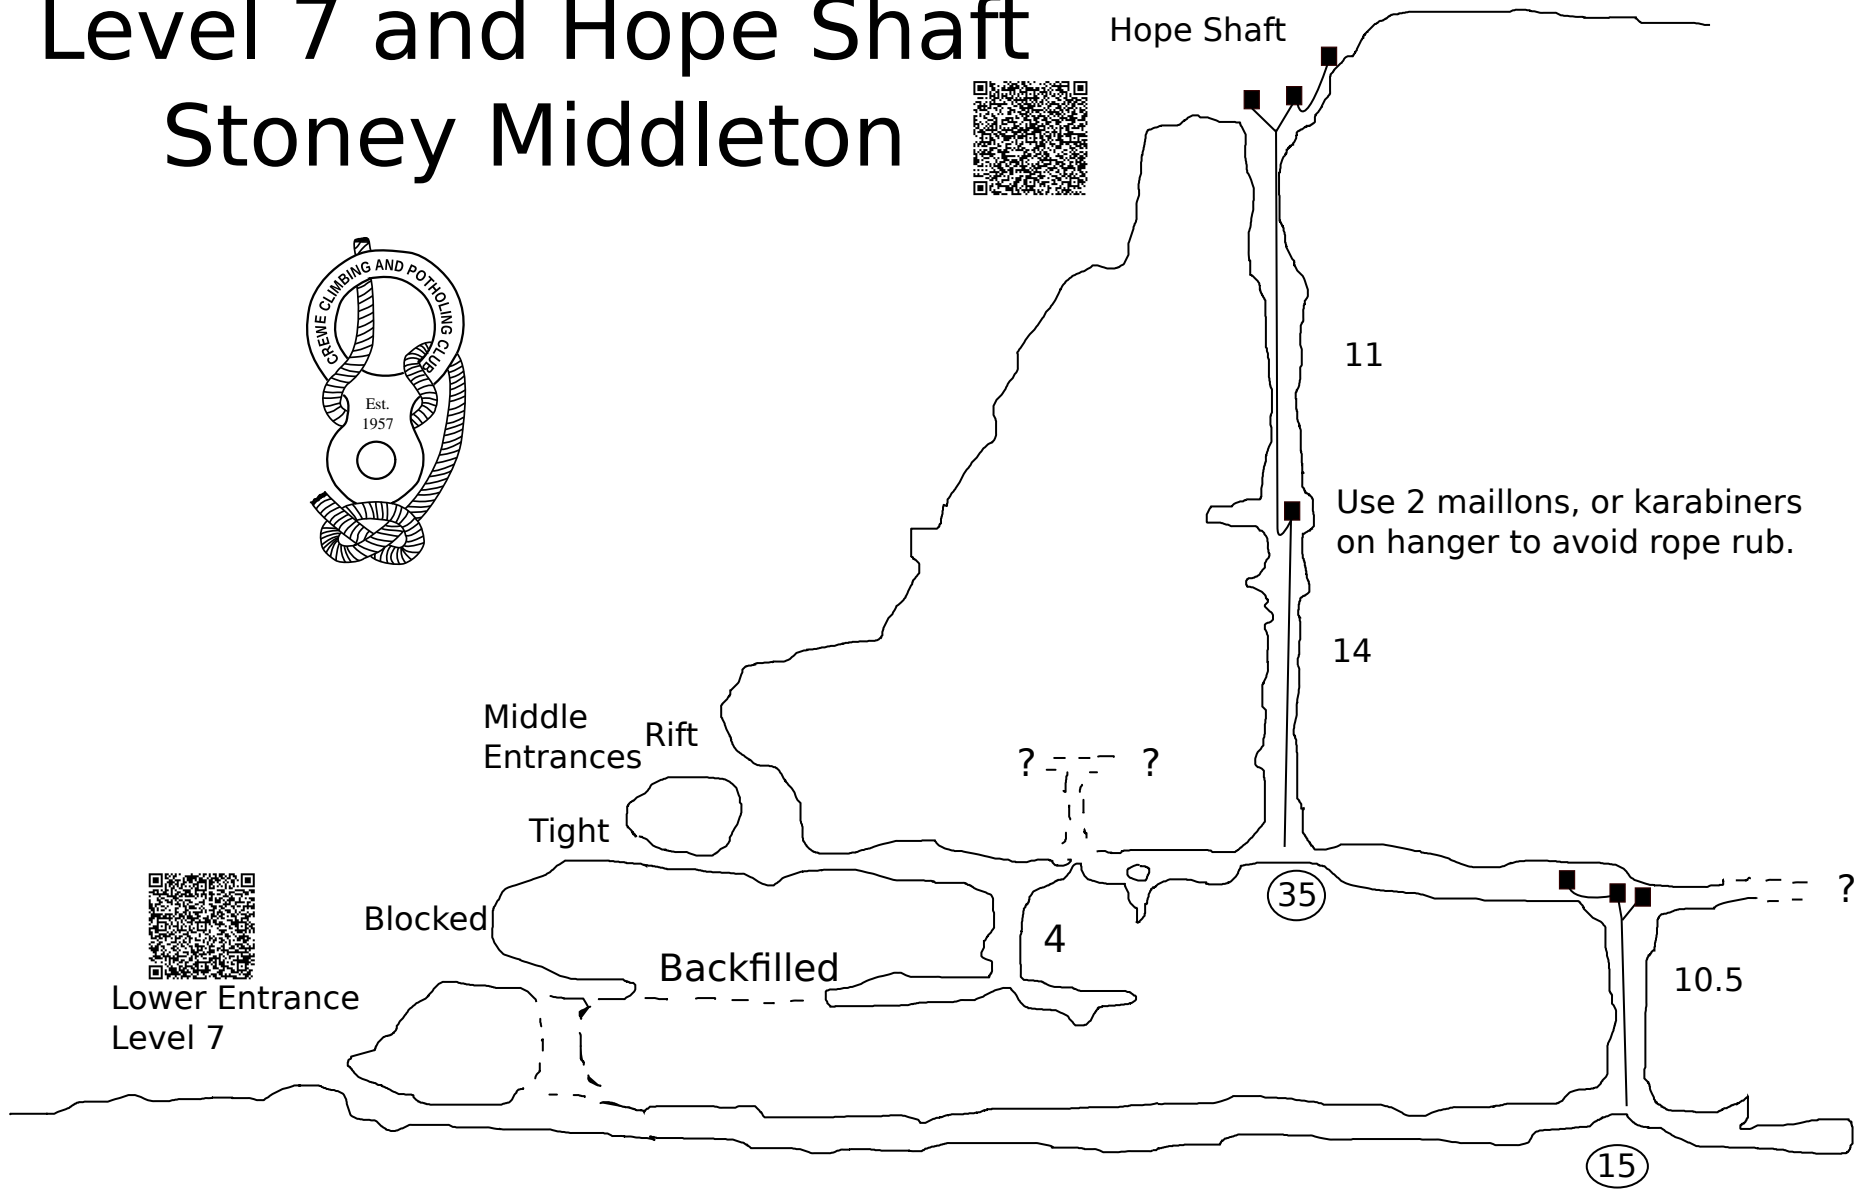 Level 7 and Hope Shaft
Stoney Middleton
Hope Shaft
CREWE CLIMBING AND POTHOLING CLUB
Est.
1957
11
Use 2 maillons, or karabiners
on hanger to avoid rope rub.
14
Middle
Entrances
Rift
? ?
Tight
35
?
Blocked
4
Backfilled
10.5
Lower Entrance
Level 7
15